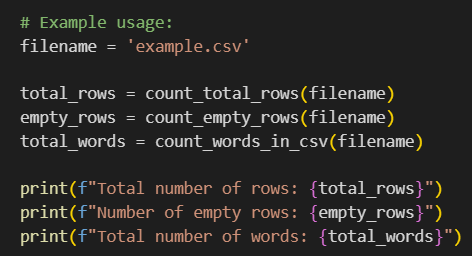 # Example usage:
filename = 'example.csv'
total_rows = count_total_rows(filename)
empty_rows = count_empty_rows(filename)
total_words = count_words_in_csv(filename)
print(f"Total number of rows: {total_rows}")
print(f"Number of empty rows: {empty_rows}")
print(f"Total number of words: {total_words}")